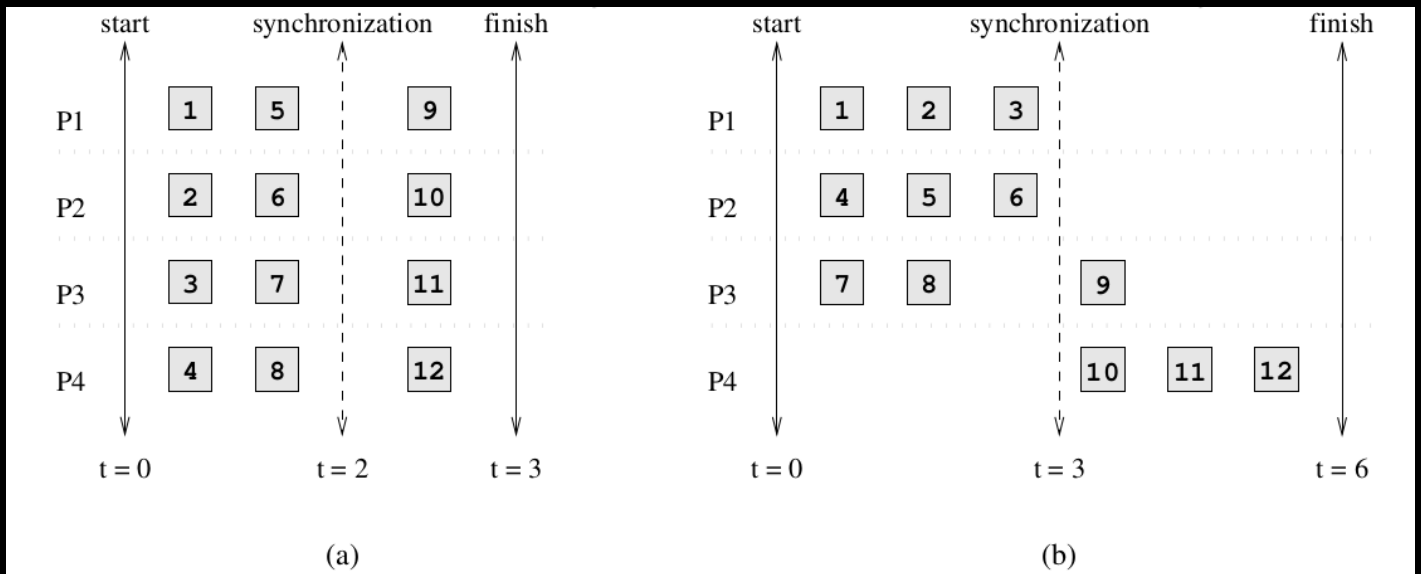 start synchronization finish
P1 1 5 9
P2 2 6 10
P3 3 7 11
P4 4 8 12
t = 0 t = 2 t = 3
(a)
start synchronization finish
P1 1 2 3
P2 4 5 6
P3 7 8 9
P4 10 11 12
t = 0 t = 3 t = 6
(b)